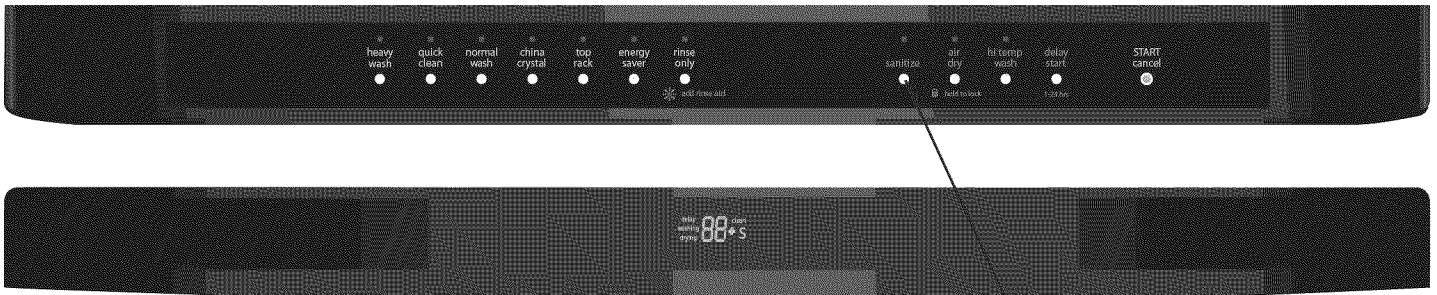 heavy wash
quick clean
normal wash
china crystal
top rack
energy saver
rinse only
add rinse aid
sanitize
air dry
hold to lock
hi temp wash
delay start
1-24 hrs
START cancel
delay
washing
drying
88
clean
S